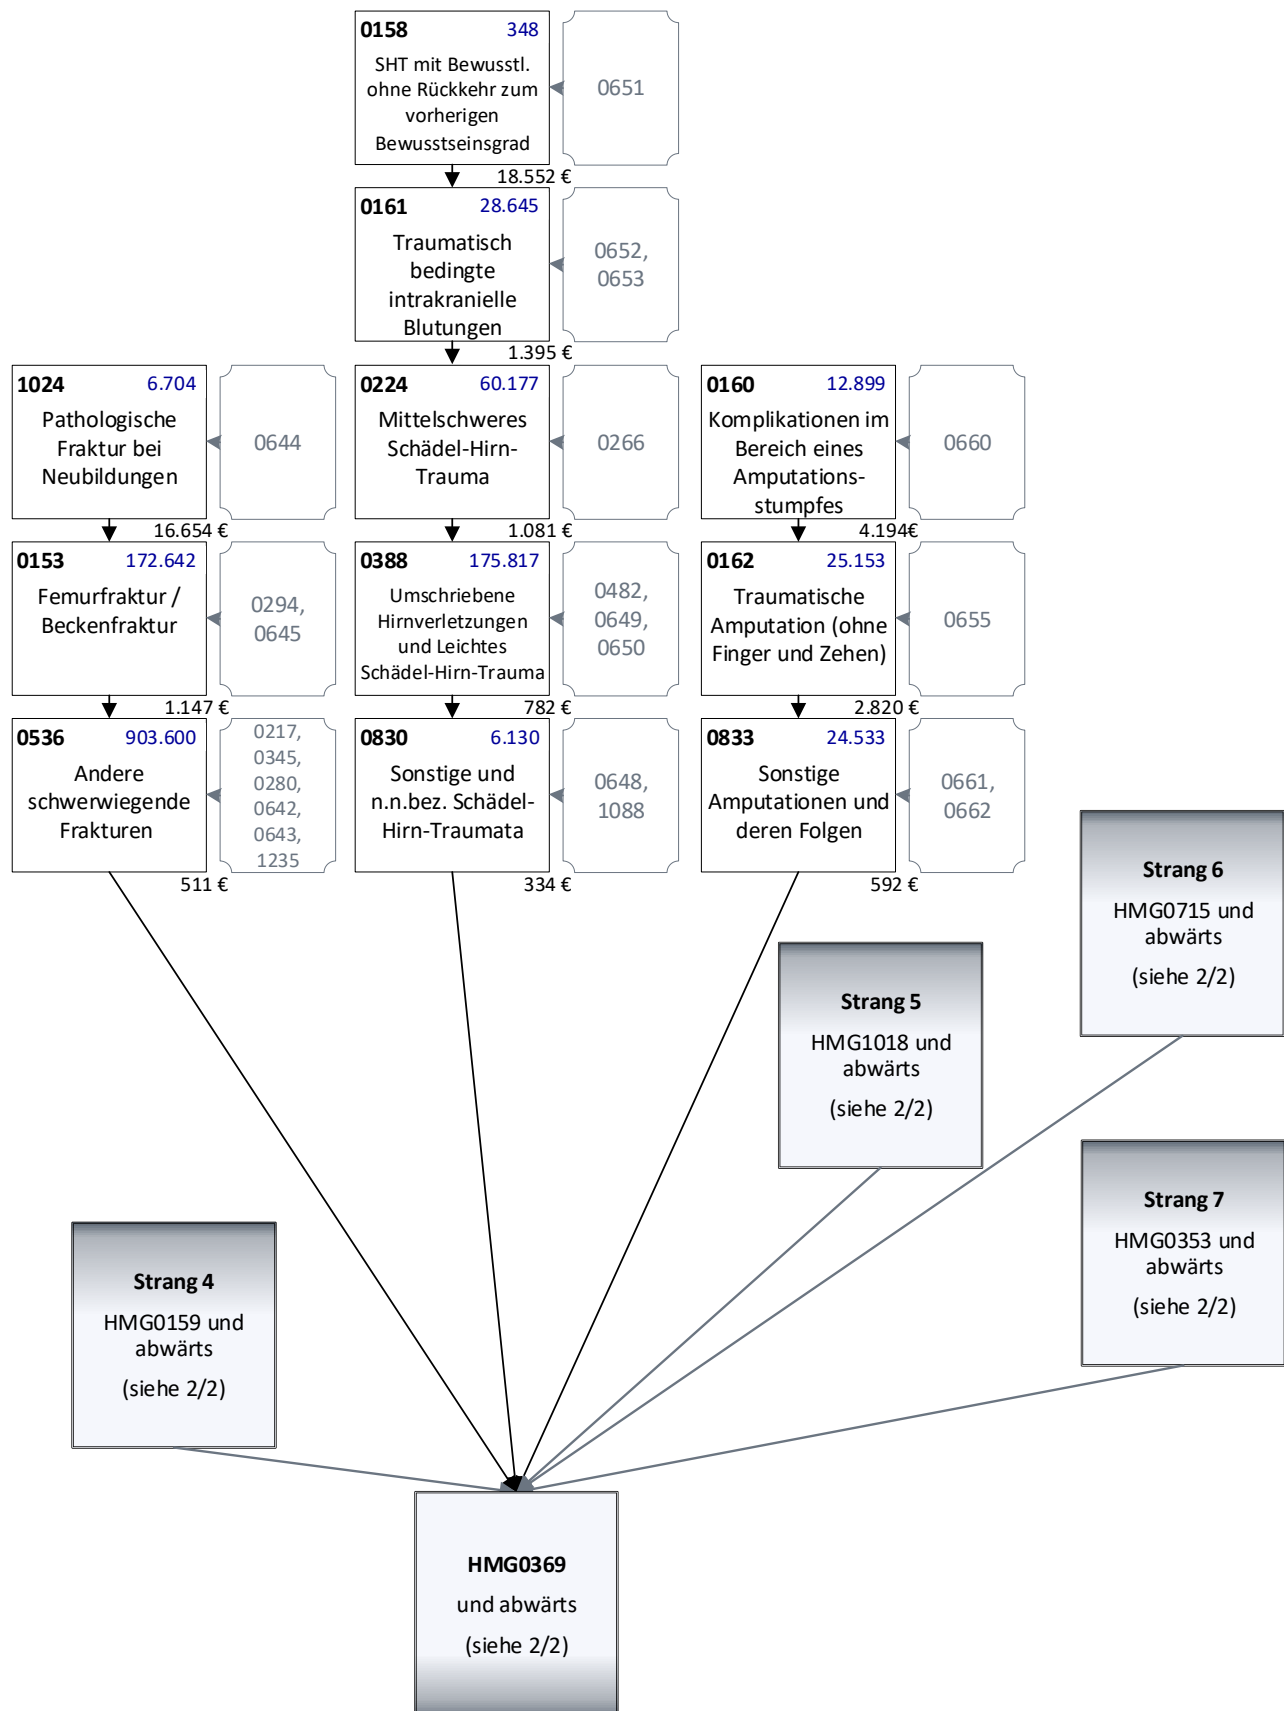 0158 348
SHT mit Bewusstl.
ohne Rückkehr zum
vorherigen
Bewusstseinsgrad
0651
18.552 €
0161 28.645
Traumatisch
bedingte
intrakranielle
Blutungen
0652,
0653
1.395 €
1024 6.704
Pathologische
Fraktur bei
Neubildungen
0644
16.654 €
0224 60.177
Mittelschweres
Schädel-Hirn-
Trauma
0266
1.081 €
0160 12.899
Komplikationen im
Bereich eines
Amputations-
stumpfes
0660
4.194€
0153 172.642
Femurfraktur /
Beckenfraktur
0294,
0645
1.147 €
0388 175.817
Umschriebene
Hirnverletzungen
und Leichtes
Schädel-Hirn-Trauma
0482,
0649,
0650
782 €
0162 25.153
Traumatische
Amputation (ohne
Finger und Zehen)
0655
2.820 €
0536 903.600
Andere
schwerwiegende
Frakturen
0217,
0345,
0280,
0642,
0643,
1235
511 €
0830 6.130
Sonstige und
n.n.bez. Schädel-
Hirn-Traumata
0648,
1088
334 €
0833 24.533
Sonstige
Amputationen und
deren Folgen
0661,
0662
592 €
Strang 6
HMG0715 und
abwärts
(siehe 2/2)
Strang 5
HMG1018 und
abwärts
(siehe 2/2)
Strang 7
HMG0353 und
abwärts
(siehe 2/2)
Strang 4
HMG0159 und
abwärts
(siehe 2/2)
HMG0369
und abwärts
(siehe 2/2)